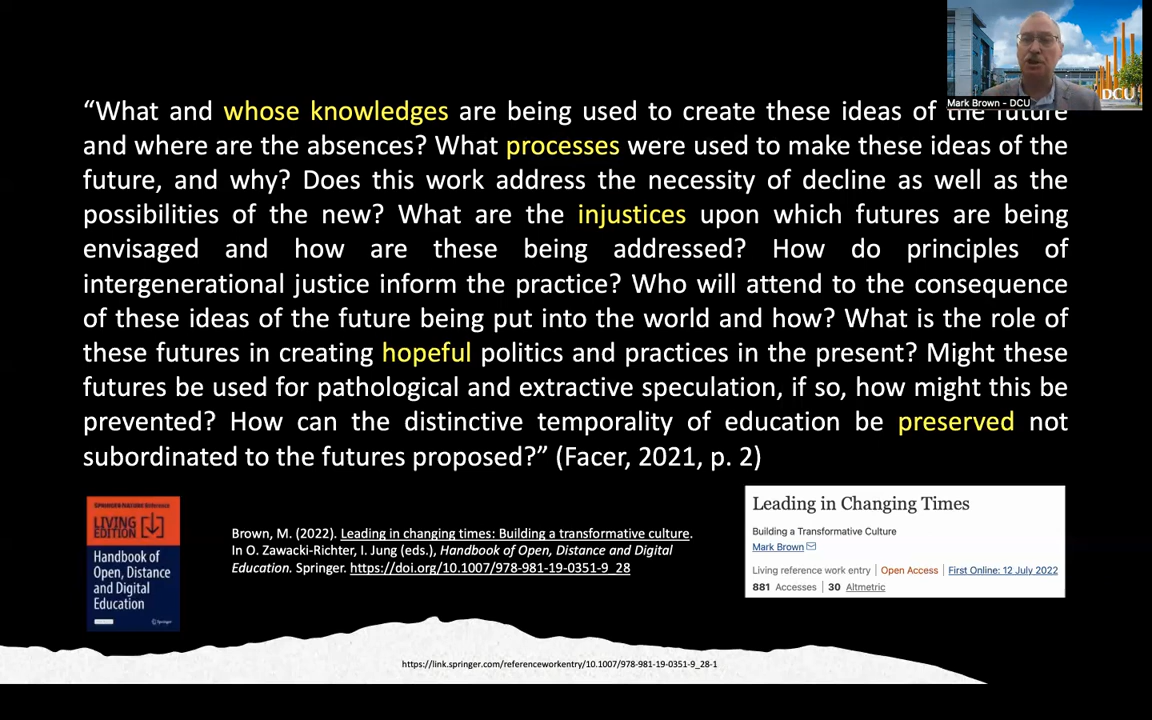 “What and whose knowledges are being used to create these ideas of the future
and where are the absences? What processes were used to make these ideas of the
future, and why? Does this work address the necessity of decline as well as the
possibilities of the new? What are the injustices upon which futures are being
envisaged and how are these being addressed? How do principles of
intergenerational justice inform the practice? Who will attend to the consequence
of these ideas of the future being put into the world and how? What is the role of
these futures in creating hopeful politics and practices in the present? Might these
futures be used for pathological and extractive speculation, if so, how might this be
prevented? How can the distinctive temporality of education be preserved not
subordinated to the futures proposed?” (Facer, 2021, p. 2)
DCU
Mark Brown - DCU
LIVING
EDITION
Handbook of
Open, Distance
and Digital
Education
Springer
Brown, M. (2022). Leading in changing times: Building a transformative culture.
In O. Zawacki-Richter, I. Jung (eds.), Handbook of Open, Distance and Digital
Education. Springer. https://doi.org/10.1007/978-981-19-0351-9_28
Leading in Changing Times
Building a Transformative Culture
Mark Brown
Living reference work entry | Open Access | First Online: 12 July 2022
881 Accesses | 30 Altmetric
https://link.springer.com/referenceworkentry/10.1007/978-981-19-0351-9_28-1